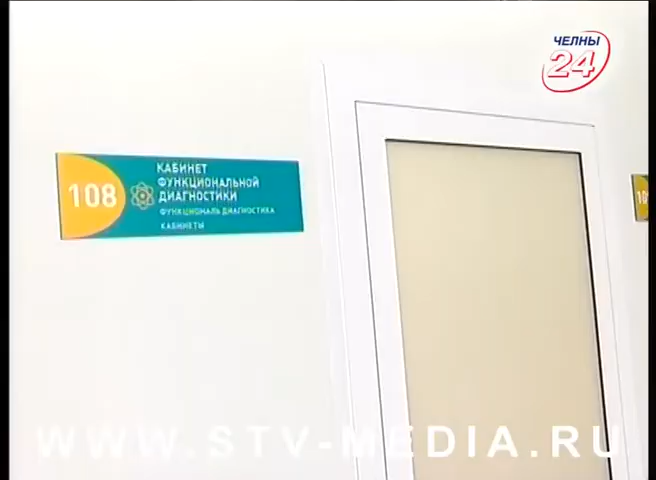 ЧЕЛНЫ
24
108
КАБИНЕТ
ФУНКЦИОНАЛЬНОЙ
ДИАГНОСТИКИ
ФУНКЦИОНАЛЬ ДИАГНОСТИКА
КАБИНЕТЫ
WWW.STV-MEDIA.RU